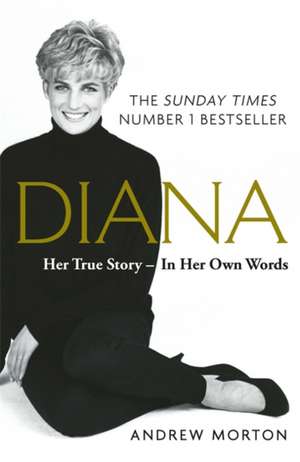 THE SUNDAY TIMES
NUMBER 1 BESTSELLER
DIANA
Her True Story – In Her Own Words
ANDREW MORTON